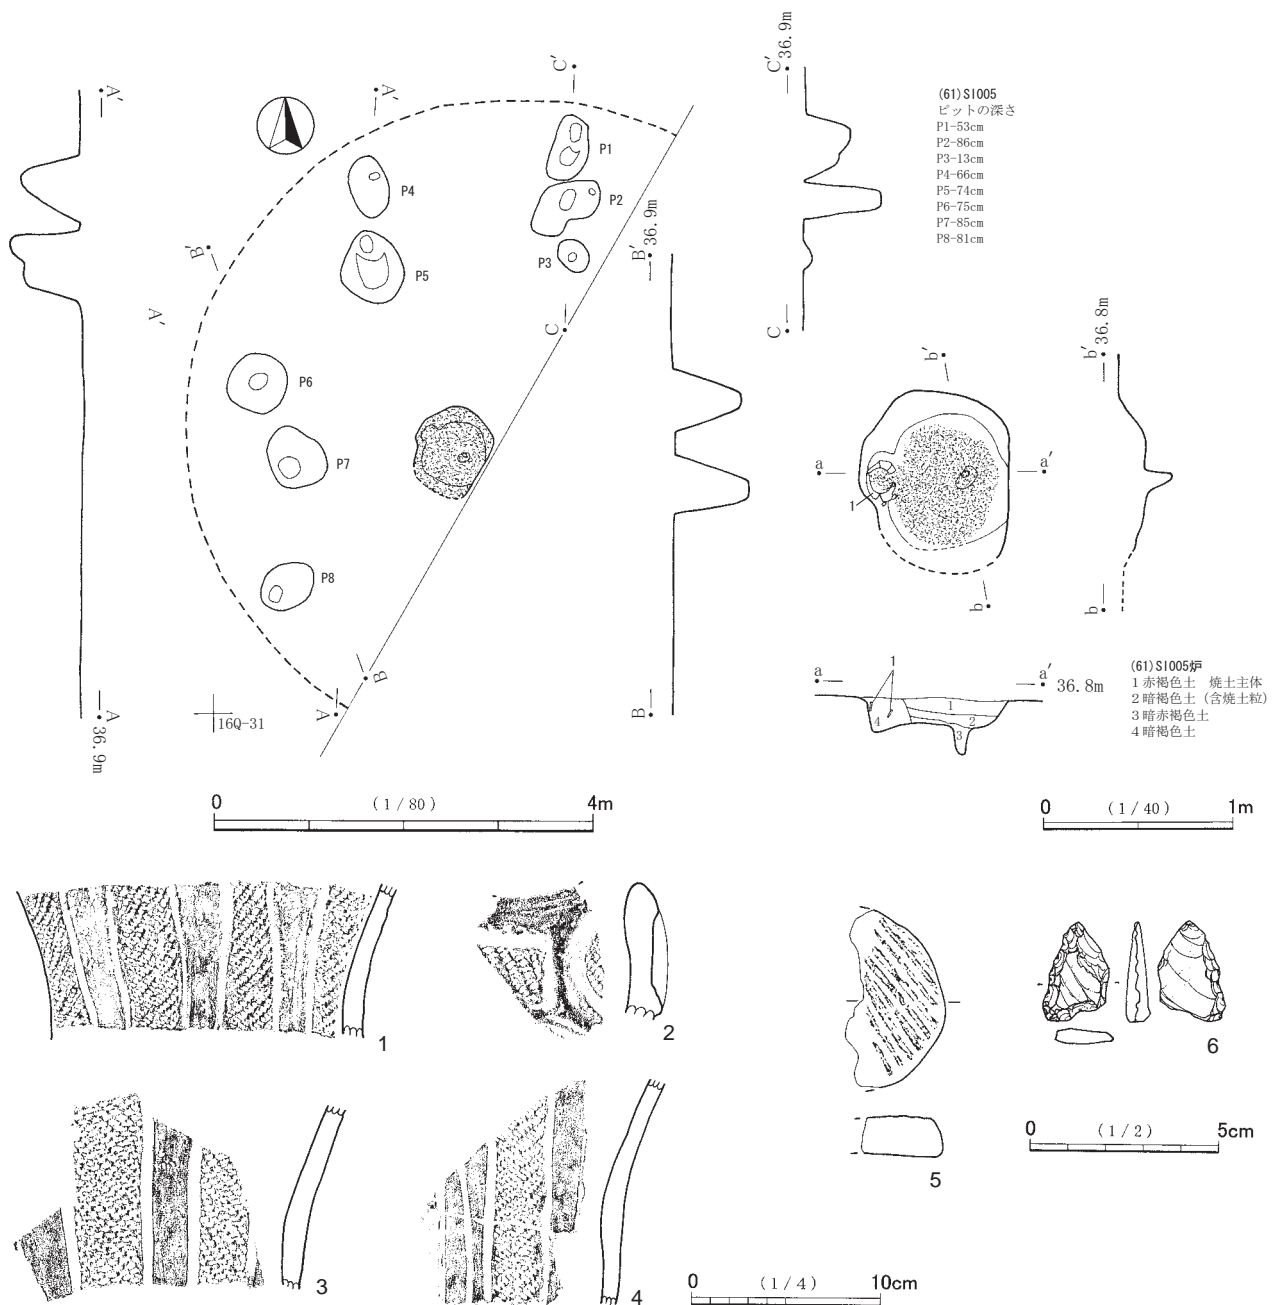 (61)SI005
ピットの深さ
P1-53cm
P2-86cm
P3-13cm
P4-66cm
P5-74cm
P6-75cm
P7-85cm
P8-81cm
A′
A′
C′
C′ 36.9m
P1
P4
P2
B′
P5
P3
B′ 36.9m
A′
C
C
P6
P7
P8
B
A
A 36.9m
16Q-31
B
b′
b′ 36.8m
a
a′
1
b
b
a
1
a′ 36.8m
1
2
3
4
(61)SI005炉
1 赤褐色土 焼土主体
2 暗褐色土 (含焼土粒)
3 暗赤褐色土
4 暗褐色土
0 (1/80) 4m
0 (1/40) 1m
1
2
3
4
5
6
0 (1/2) 5cm
0 (1/4) 10cm